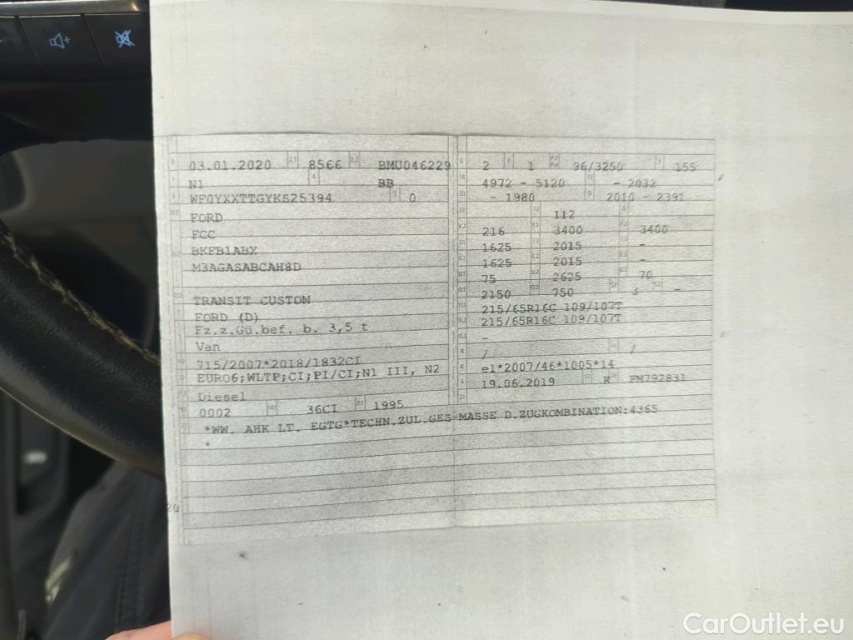 03.01.2020 8566 BMU046229
N1 BB
WF0YXXTTGYKS25394 0
FORD
FCC
BKFB1ABX
M3AGASABCAH8D
TRANSIT CUSTOM
FORD (D)
Fz.z.Gü.bef. b. 3,5 t
Van
715/2007*2018/1832CI
EURO6;WLTP;CI;PI/CI;N1 III, N2
Diesel
0002 36CI 1995
2 1 96/3250 155
4972 - 5120 - 2032
- 1980 2010 - 2391
112
216 3400 3400
1625 2015 -
1625 2015 -
75 2625 70
2150 750 3 -
215/65R16C 109/107T
215/65R16C 109/107T
-
/ /
e1*2007/46*1005*14
19.06.2019 K FM792831
*WW. AHK LT. EGTG*TECHN.ZUL.GES-MASSE D.ZUGKOMBINATION:4365
*
CarOutlet.eu